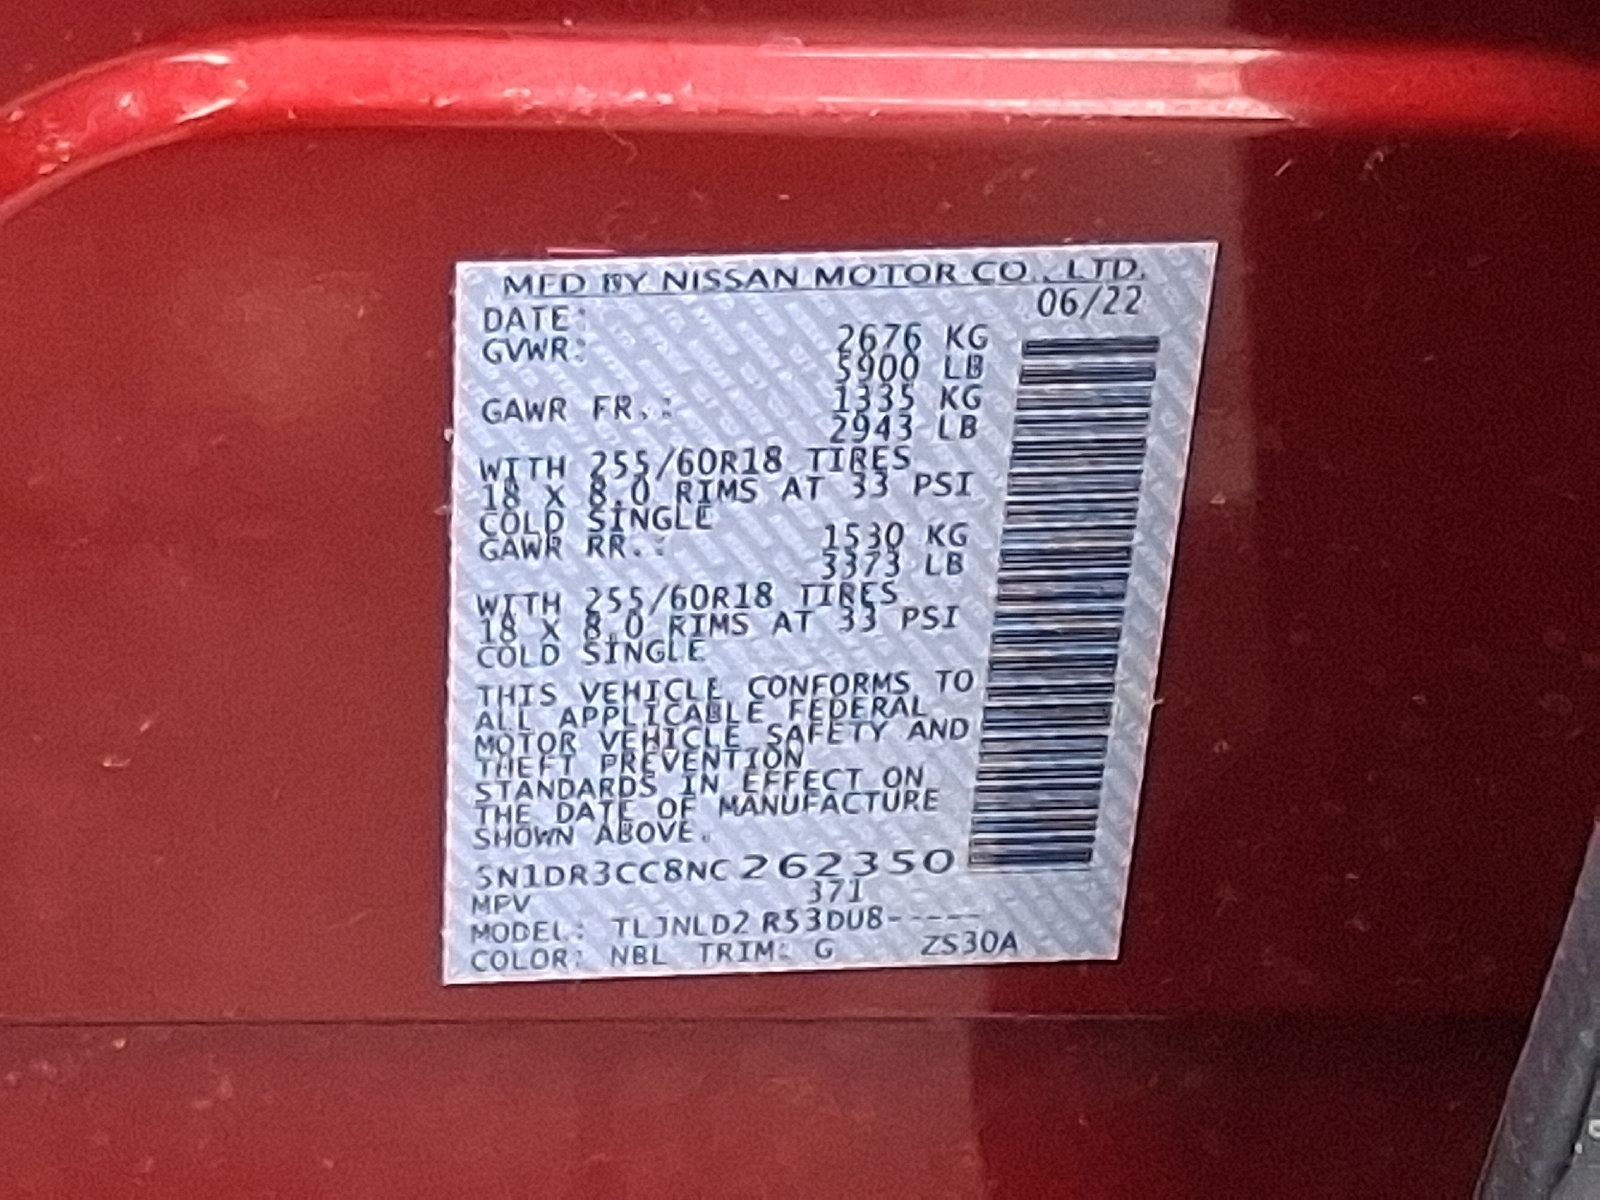 MFD BY NISSAN MOTOR CO., LTD.
DATE: 06/22
GVWR: 2676 KG
5900 LB
GAWR FR.: 1335 KG
2943 LB
WITH 255/60R18 TIRES
18 X 8.0 RIMS AT 33 PSI
COLD SINGLE
GAWR RR.: 1530 KG
3373 LB
WITH 255/60R18 TIRES
18 X 8.0 RIMS AT 33 PSI
COLD SINGLE
THIS VEHICLE CONFORMS TO
ALL APPLICABLE FEDERAL
MOTOR VEHICLE SAFETY AND
THEFT PREVENTION
STANDARDS IN EFFECT ON
THE DATE OF MANUFACTURE
SHOWN ABOVE.
5N1DR3CC8NC262350
MPV 371
MODEL: TLJNLD2 R53DU8-----
COLOR: NBL TRIM: G ZS30A